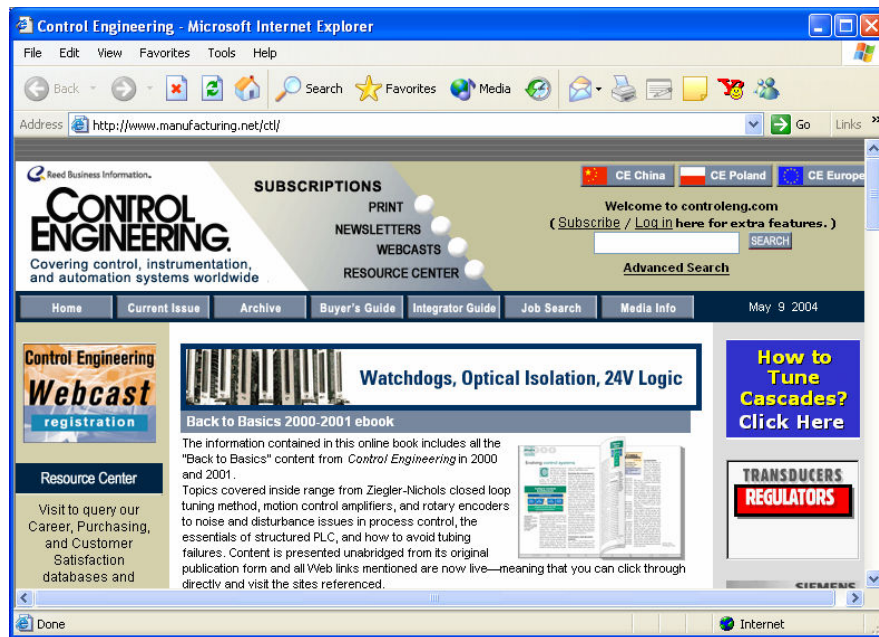 Control Engineering - Microsoft Internet Explorer
File Edit View Favorites Tools Help
Back Search Favorites Media
Address http://www.manufacturing.net/ctl/ Go Links »
Reed Business Information.
CONTROL
ENGINEERING.
Covering control, instrumentation,
and automation systems worldwide
SUBSCRIPTIONS
PRINT
NEWSLETTERS
WEBCASTS
RESOURCE CENTER
CE China CE Poland CE Europe
Welcome to controleng.com
( Subscribe / Log in here for extra features. )
SEARCH
Advanced Search
Home Current Issue Archive Buyer's Guide Integrator Guide Job Search Media Info May 9 2004
Control Engineering
Webcast
registration
Resource Center
Visit to query our
Career, Purchasing,
and Customer
Satisfaction
databases and
Watchdogs, Optical Isolation, 24V Logic
Back to Basics 2000-2001 ebook
The information contained in this online book includes all the
"Back to Basics" content from Control Engineering in 2000
and 2001.
Topics covered inside range from Ziegler-Nichols closed loop
tuning method, motion control amplifiers, and rotary encoders
to noise and disturbance issues in process control, the
essentials of structured PLC, and how to avoid tubing
failures. Content is presented unabridged from its original
publication form and all Web links mentioned are now live—meaning that you can click through
directly and visit the sites referenced.
How to
Tune
Cascades?
Click Here
TRANSDUCERS
REGULATORS
SIEMENS
Done Internet